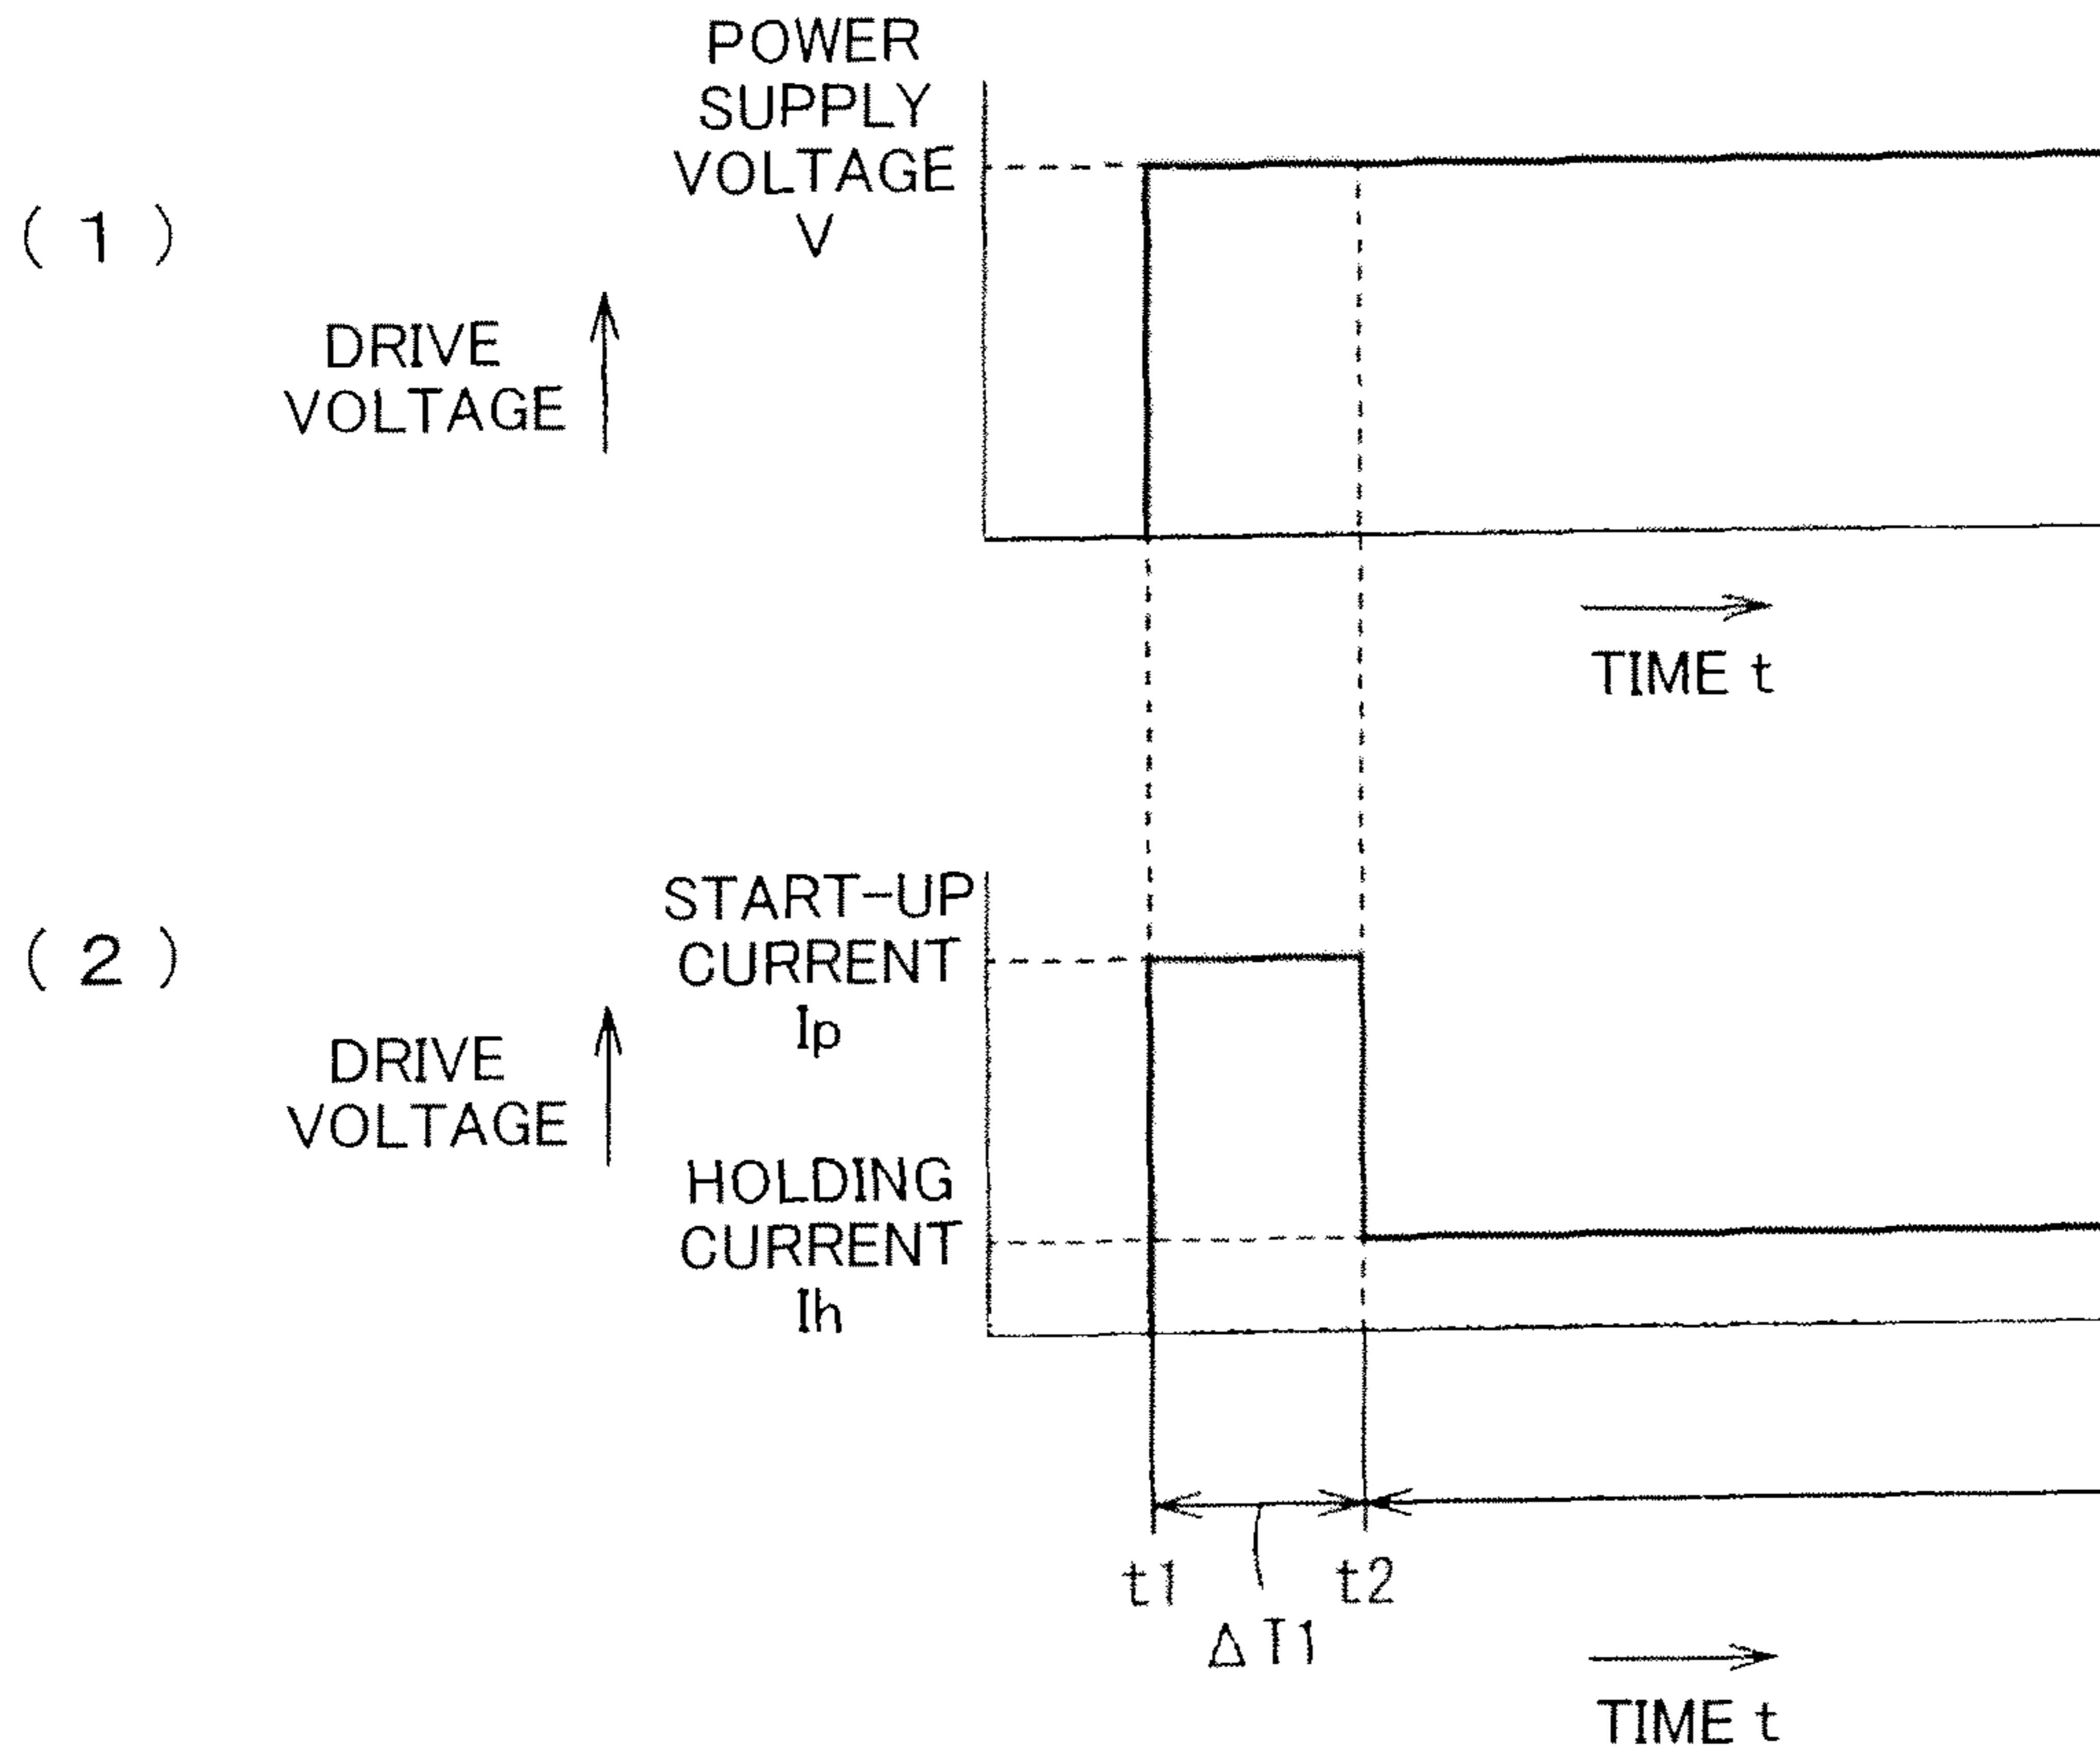 POWER
SUPPLY
VOLTAGE
V
(1)
DRIVE
VOLTAGE
TIME t
START-UP
CURRENT
Ip
(2)
DRIVE
VOLTAGE
HOLDING
CURRENT
Ih
t1
t2
ΔT1
TIME t